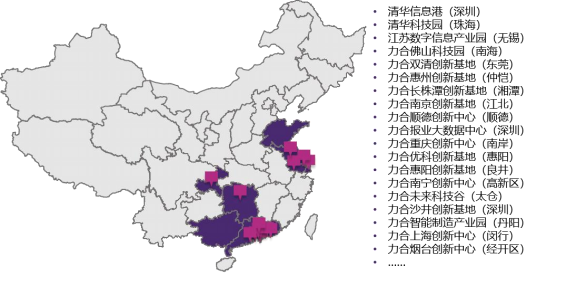 • 清华信息港（深圳）
• 清华科技园（珠海）
• 江苏数字信息产业园（无锡）
• 力合佛山科技园（南海）
• 力合双清创新基地（东莞）
• 力合惠州创新基地（仲恺）
• 力合长株潭创新基地（湘潭）
• 力合南京创新基地（江北）
• 力合顺德创新中心（顺德）
• 力合报业大数据中心（深圳）
• 力合重庆创新中心（南岸）
• 力合优科创新基地（惠阳）
• 力合惠阳创新基地（良井）
• 力合南宁创新中心（高新区）
• 力合未来科技谷（太仓）
• 力合沙井创新基地（深圳）
• 力合智能制造产业园（丹阳）
• 力合上海创新中心（闵行）
• 力合烟台创新中心（经开区）
• ......